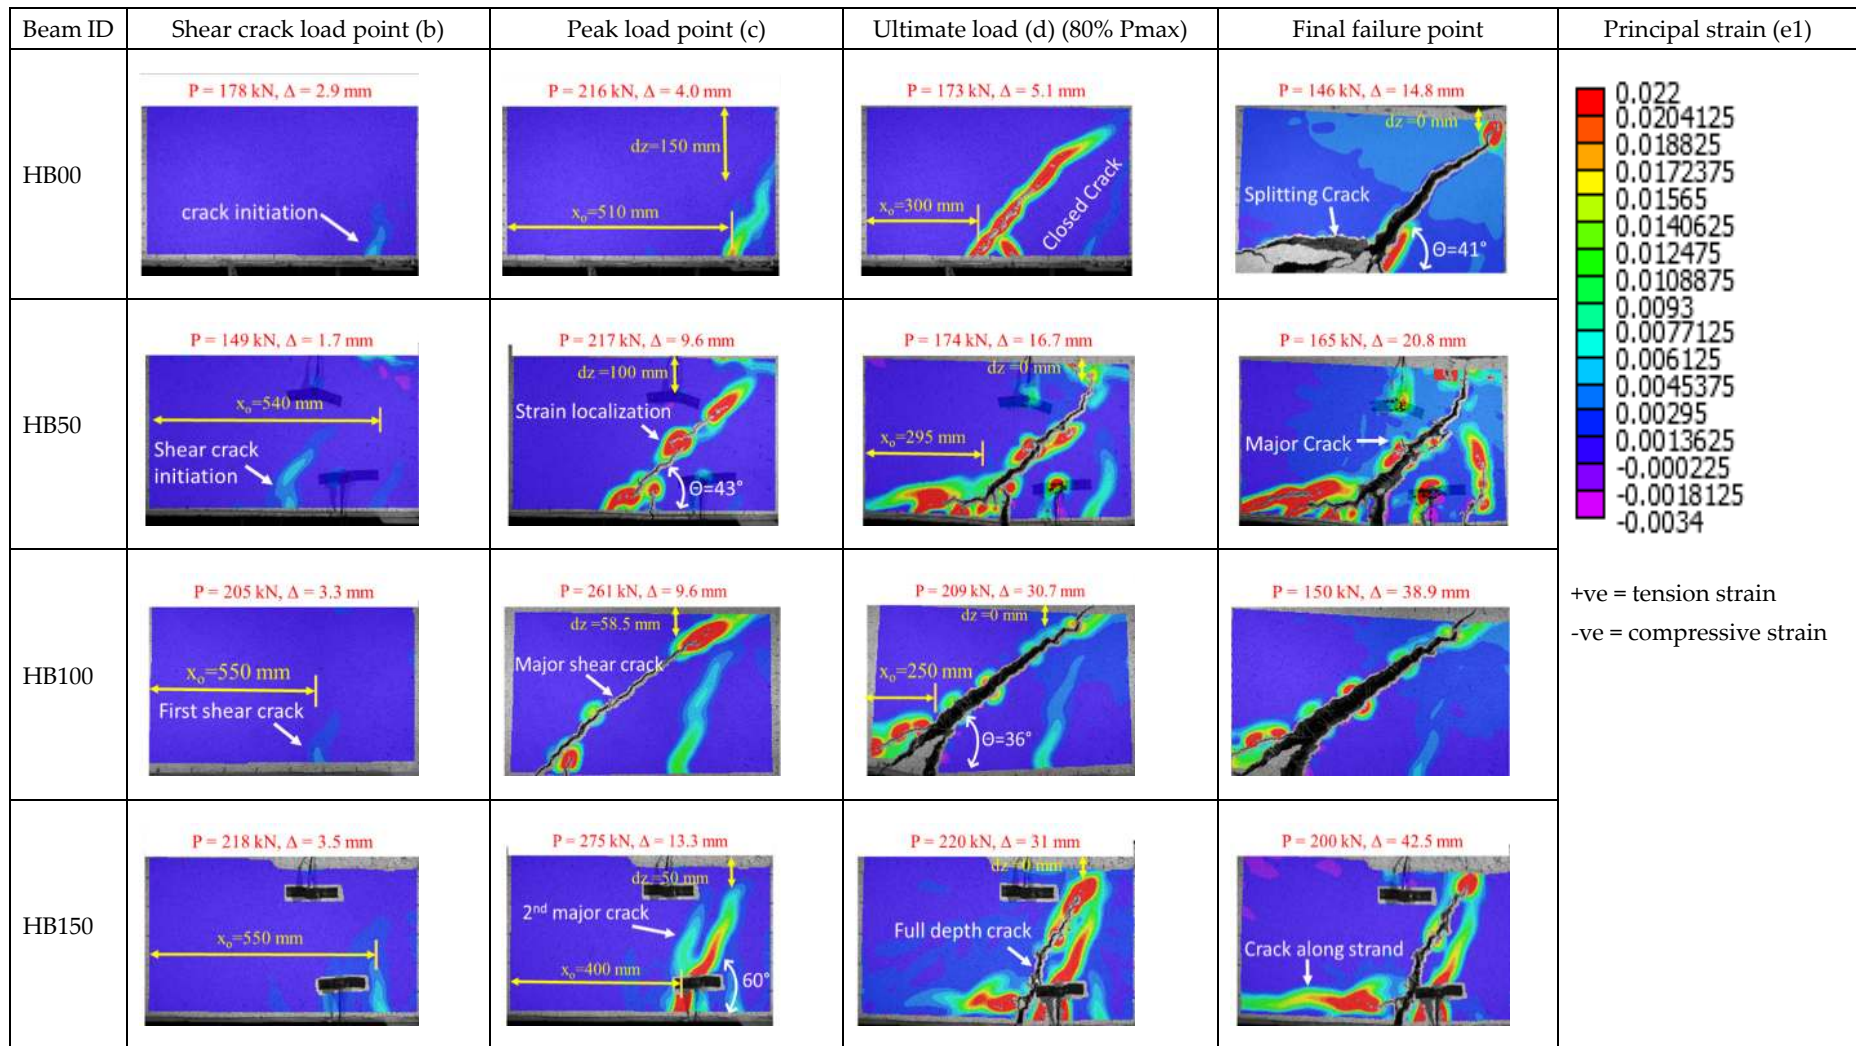 Beam ID
Shear crack load point (b)
Peak load point (c)
Ultimate load (d) (80% Pmax)
Final failure point
Principal strain (e1)
HB00
P = 178 kN, Δ = 2.9 mm
crack initiation
P = 216 kN, Δ = 4.0 mm
dz=150 mm
xo=510 mm
P = 173 kN, Δ = 5.1 mm
xo=300 mm
Closed Crack
P = 146 kN, Δ = 14.8 mm
dz =0 mm
Splitting Crack
Θ=41°
HB50
P = 149 kN, Δ = 1.7 mm
xo=540 mm
Shear crack
initiation
P = 217 kN, Δ = 9.6 mm
dz =100 mm
Strain localization
Θ=43°
P = 174 kN, Δ = 16.7 mm
dz =0 mm
xo=295 mm
P = 165 kN, Δ = 20.8 mm
Major Crack
HB100
P = 205 kN, Δ = 3.3 mm
xo=550 mm
First shear crack
P = 261 kN, Δ = 9.6 mm
dz =58.5 mm
Major shear crack
P = 209 kN, Δ = 30.7 mm
dz =0 mm
xo=250 mm
Θ=36°
P = 150 kN, Δ = 38.9 mm
HB150
P = 218 kN, Δ = 3.5 mm
xo=550 mm
P = 275 kN, Δ = 13.3 mm
dz =50 mm
2nd major crack
xo=400 mm
60°
P = 220 kN, Δ = 31 mm
dz =0 mm
Full depth crack
P = 200 kN, Δ = 42.5 mm
Crack along strand
0.022
0.0204125
0.018825
0.0172375
0.01565
0.0140625
0.012475
0.0108875
0.0093
0.0077125
0.006125
0.0045375
0.00295
0.0013625
-0.000225
-0.0018125
-0.0034
+ve = tension strain
-ve = compressive strain